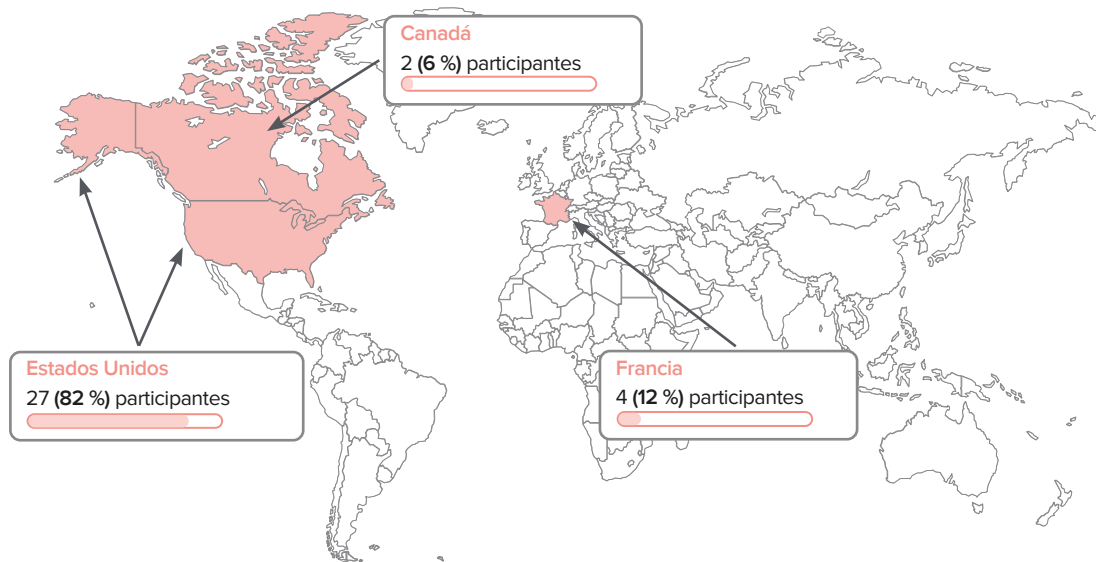 Canadá
2 (6 %) participantes
Estados Unidos
27 (82 %) participantes
Francia
4 (12 %) participantes